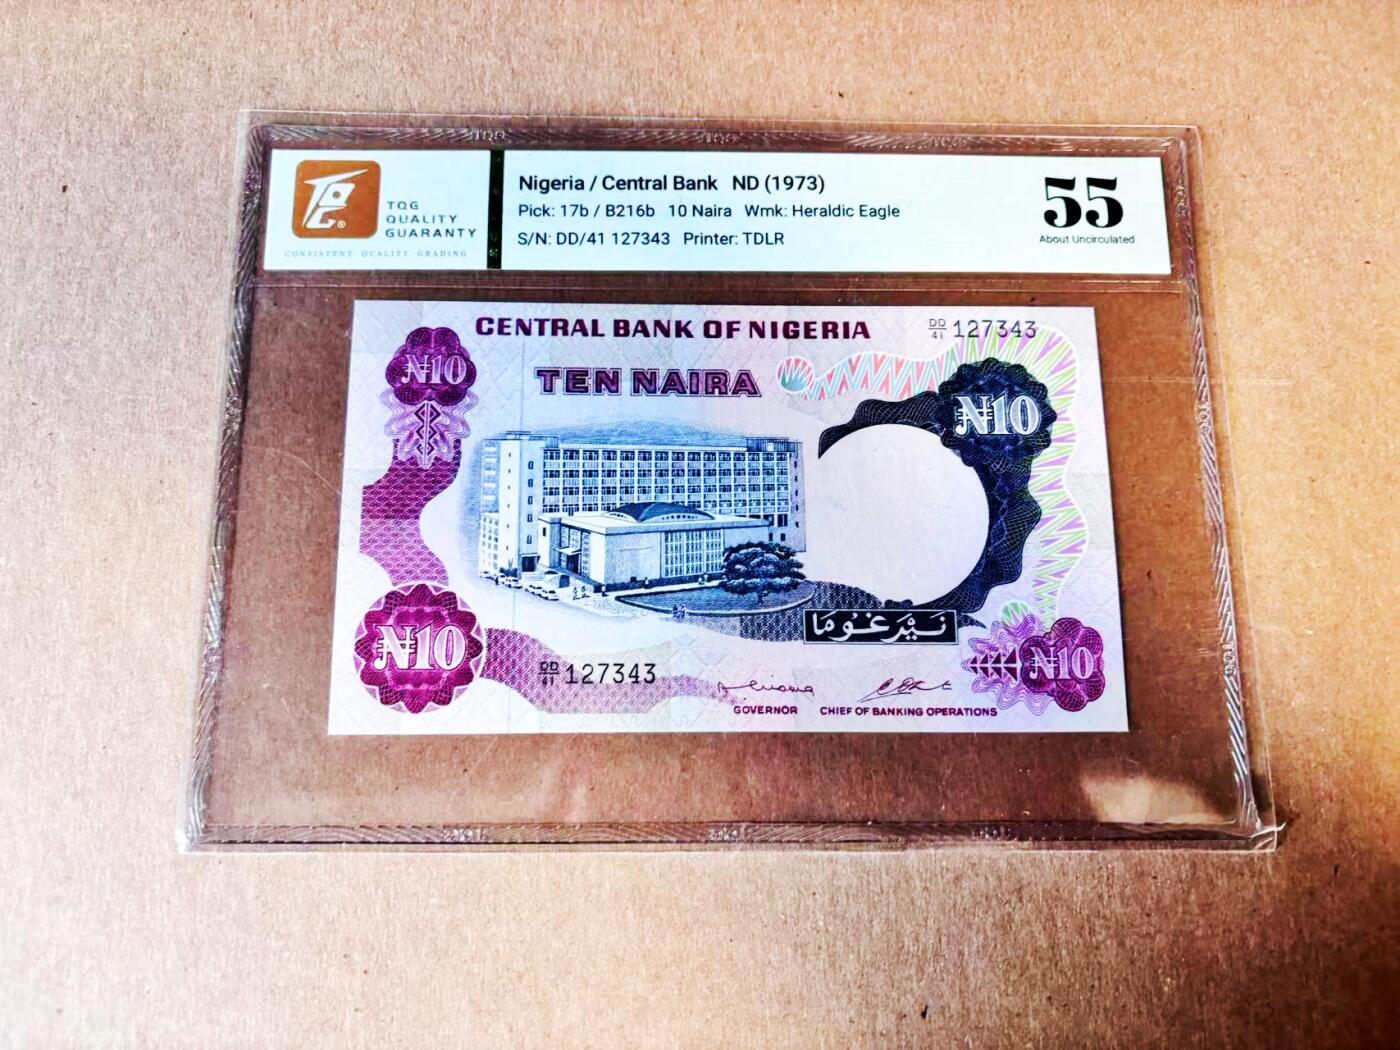 TQG
QUALITY
GUARANTY
CONSISTENT QUALITY GRADING
Nigeria / Central Bank ND (1973)
Pick: 17b / B216b 10 Naira Wmk: Heraldic Eagle
S/N: DD/41 127343 Printer: TDLR
55
About Uncirculated
CENTRAL BANK OF NIGERIA
DD/41 127343
₦10
TEN NAIRA
₦10
نَيْرَ غُومَا
₦10
₦10
DD/41 127343
GOVERNOR
CHIEF OF BANKING OPERATIONS